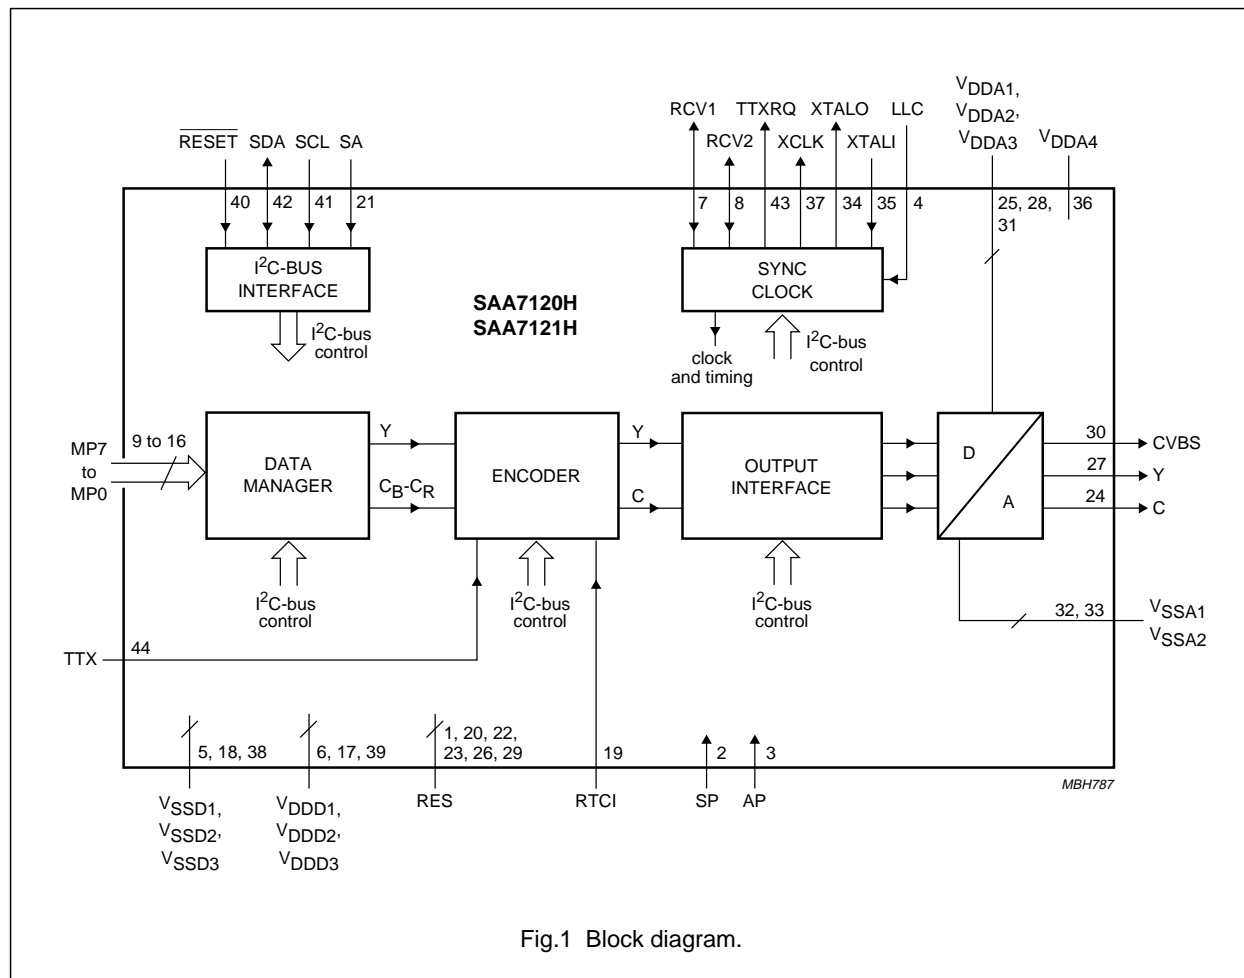 RCV1 TTXRQ XTALO LLC
VDDA1,
VDDA2,
VDDA3
RESET SDA SCL SA
RCV2 XCLK XTALI
VDDA4
40 42 41 21
7 8 43 37 34 35 4
25, 28,
31
36
I2C-BUS
INTERFACE
SYNC
CLOCK
SAA7120H
SAA7121H
I2C-bus
control
clock
and timing
I2C-bus
control
MP7
to
MP0
9 to 16
DATA
MANAGER
Y
CB-CR
ENCODER
Y
C
OUTPUT
INTERFACE
D
A
30 CVBS
27 Y
24 C
I2C-bus
control
I2C-bus
control
I2C-bus
control
32, 33
VSSA1
VSSA2
TTX 44
5, 18, 38
6, 17, 39
1, 20, 22,
23, 26, 29
19
2
3
MBH787
VSSD1,
VSSD2,
VSSD3
VDDD1,
VDDD2,
VDDD3
RES
RTCI
SP
AP
Fig.1 Block diagram.